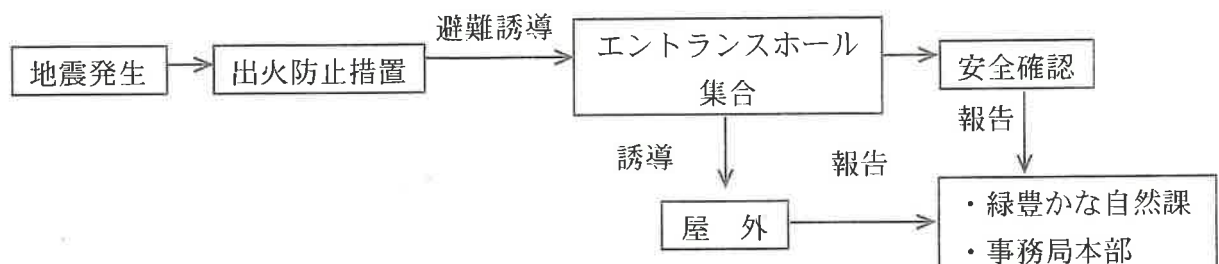 避難誘導
地震発生
出火防止措置
エントランスホール
集合
安全確認
報告
誘導
報告
屋　外
・緑豊かな自然課
・事務局本部